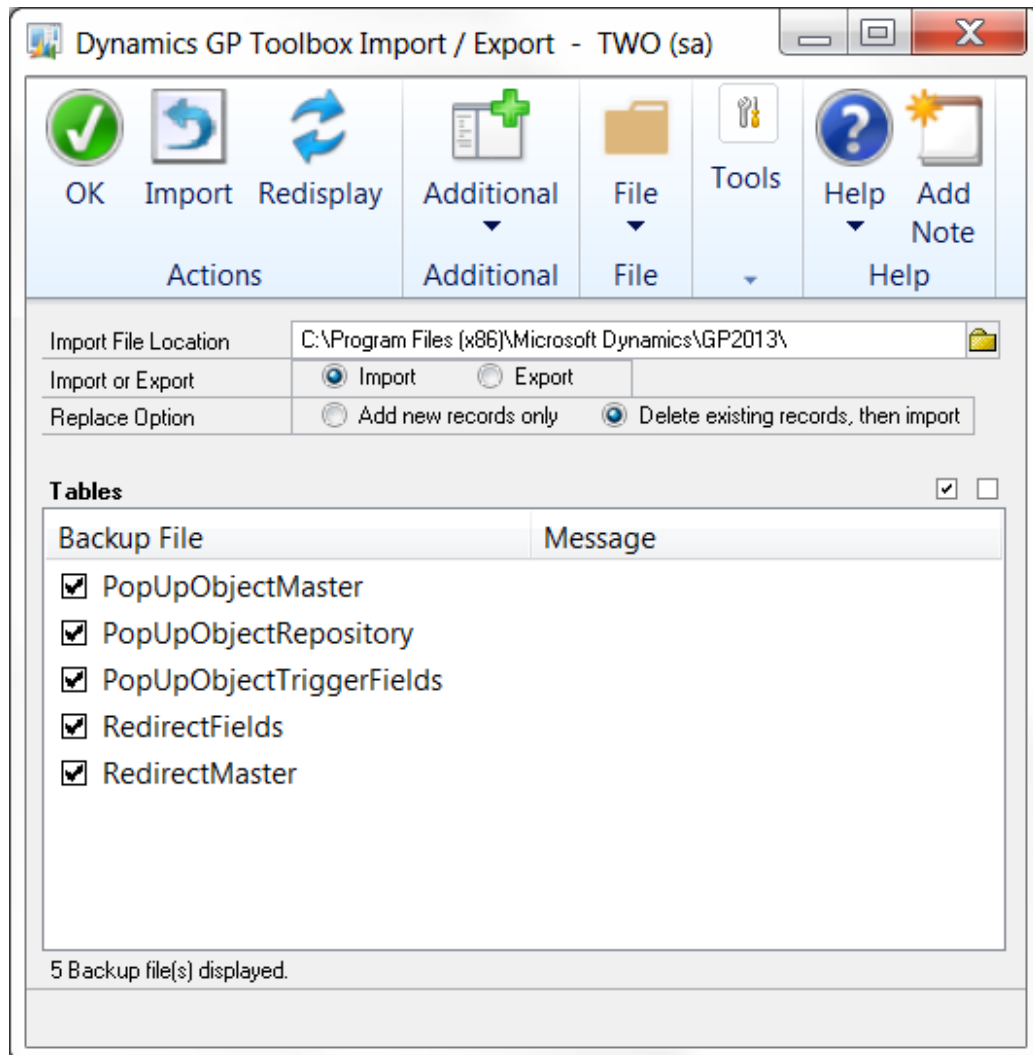 Dynamics GP Toolbox Import / Export  -  TWO (sa)
OK Import Redisplay Additional File Tools Help Add Note
Actions Additional File Help
Import File Location C:\Program Files (x86)\Microsoft Dynamics\GP2013\
Import or Export Import Export
Replace Option Add new records only Delete existing records, then import
Tables
Backup File Message
PopUpObjectMaster
PopUpObjectRepository
PopUpObjectTriggerFields
RedirectFields
RedirectMaster
5 Backup file(s) displayed.